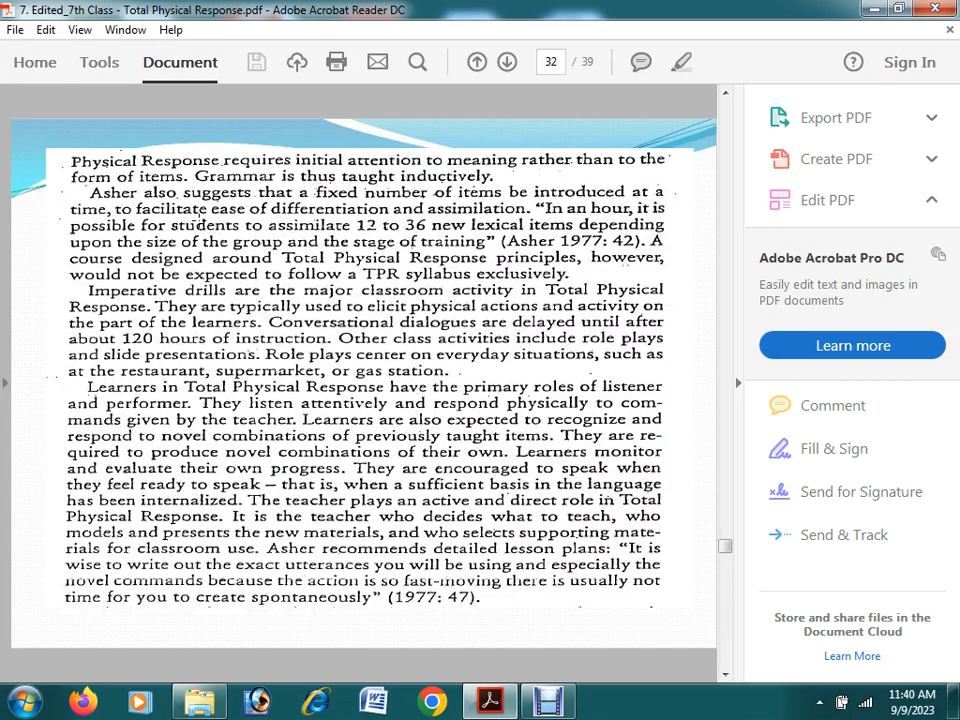 7. Edited_7th Class - Total Physical Response.pdf - Adobe Acrobat Reader DC
File Edit View Window Help
Home Tools Document 32 / 39 Sign In
Physical Response requires initial attention to meaning rather than to the
form of items. Grammar is thus taught inductively.
Asher also suggests that a fixed number of items be introduced at a
time, to facilitate ease of differentiation and assimilation. “In an hour, it is
possible for students to assimilate 12 to 36 new lexical items depending
upon the size of the group and the stage of training” (Asher 1977: 42). A
course designed around Total Physical Response principles, however,
would not be expected to follow a TPR syllabus exclusively.
Imperative drills are the major classroom activity in Total Physical
Response. They are typically used to elicit physical actions and activity on
the part of the learners. Conversational dialogues are delayed until after
about 120 hours of instruction. Other class activities include role plays
and slide presentations. Role plays center on everyday situations, such as
at the restaurant, supermarket, or gas station.
Learners in Total Physical Response have the primary roles of listener
and performer. They listen attentively and respond physically to com-
mands given by the teacher. Learners are also expected to recognize and
respond to novel combinations of previously taught items. They are re-
quired to produce novel combinations of their own. Learners monitor
and evaluate their own progress. They are encouraged to speak when
they feel ready to speak – that is, when a sufficient basis in the language
has been internalized. The teacher plays an active and direct role in Total
Physical Response. It is the teacher who decides what to teach, who
models and presents the new materials, and who selects supporting mate-
rials for classroom use. Asher recommends detailed lesson plans: “It is
wise to write out the exact utterances you will be using and especially the
novel commands because the action is so fast-moving there is usually not
time for you to create spontaneously” (1977: 47).
Export PDF
Create PDF
Edit PDF
Adobe Acrobat Pro DC
Easily edit text and images in
PDF documents
Learn more
Comment
Fill & Sign
Send for Signature
Send & Track
Store and share files in the
Document Cloud
Learn More
11:40 AM
9/9/2023